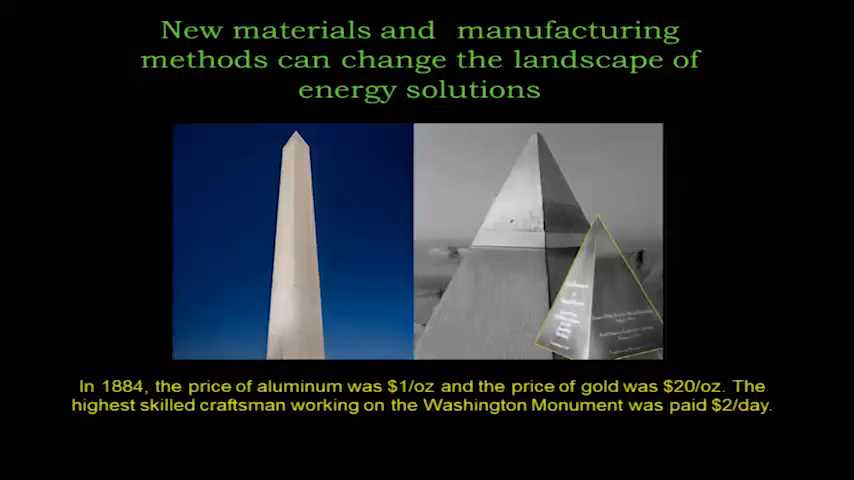 New materials and manufacturing
methods can change the landscape of
energy solutions
In 1884, the price of aluminum was $1/oz and the price of gold was $20/oz. The
highest skilled craftsman working on the Washington Monument was paid $2/day.